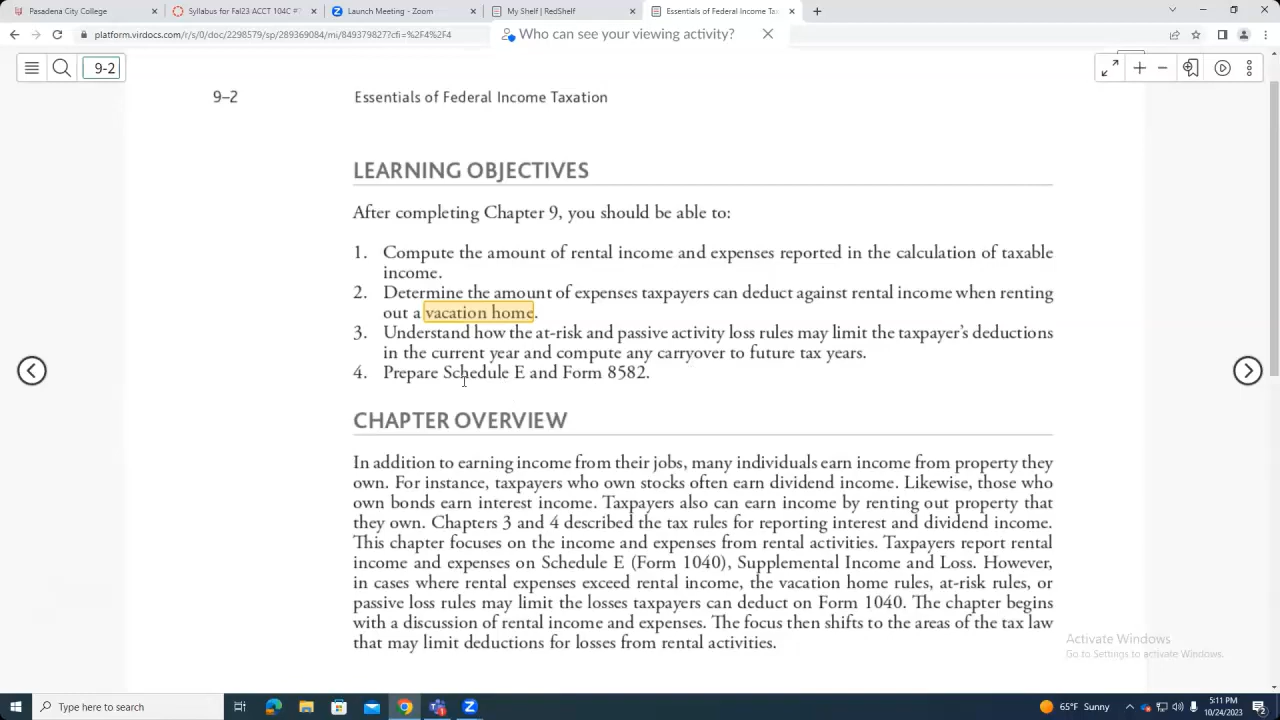 Pasadena City College
Syllabus for Fal23 ACCT 104C
Launch Meeting - Zoom
My Shelf | RedShelf
Essentials of Federal Income Ta
platform.virdocs.com/r/s/0/doc/2298579/sp/289369084/mi/849379827?cfi=%2F4%2F4
Who can see your viewing activity?
9-2
9–2 Essentials of Federal Income Taxation
LEARNING OBJECTIVES
After completing Chapter 9, you should be able to:
1. Compute the amount of rental income and expenses reported in the calculation of taxable
income.
2. Determine the amount of expenses taxpayers can deduct against rental income when renting
out a vacation home.
3. Understand how the at-risk and passive activity loss rules may limit the taxpayer’s deductions
in the current year and compute any carryover to future tax years.
4. Prepare Schedule E and Form 8582.
CHAPTER OVERVIEW
In addition to earning income from their jobs, many individuals earn income from property they
own. For instance, taxpayers who own stocks often earn dividend income. Likewise, those who
own bonds earn interest income. Taxpayers also can earn income by renting out property that
they own. Chapters 3 and 4 described the tax rules for reporting interest and dividend income.
This chapter focuses on the income and expenses from rental activities. Taxpayers report rental
income and expenses on Schedule E (Form 1040), Supplemental Income and Loss. However,
in cases where rental expenses exceed rental income, the vacation home rules, at-risk rules, or
passive loss rules may limit the losses taxpayers can deduct on Form 1040. The chapter begins
with a discussion of rental income and expenses. The focus then shifts to the areas of the tax law
that may limit deductions for losses from rental activities.
Activate Windows
Go to Settings to activate Windows.
Type here to search
65°F Sunny
5:11 PM
10/4/2023